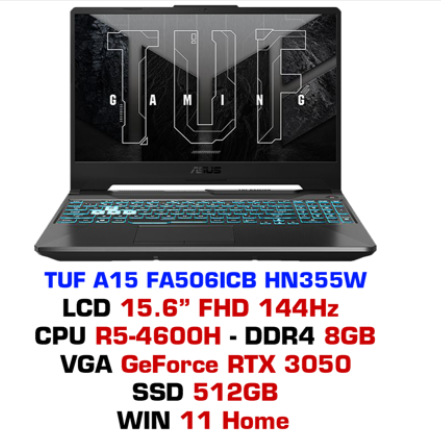 TUF
GAMING
ASUS
TUF A15 FA506ICB HN355W
LCD 15.6” FHD 144Hz
CPU R5-4600H - DDR4 8GB
VGA GeForce RTX 3050
SSD 512GB
WIN 11 Home